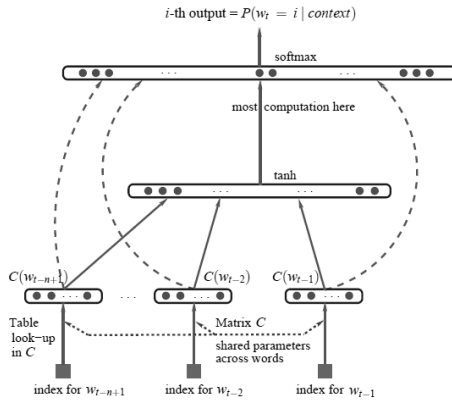 i-th output = P(w_t = i | context)
softmax
. . .
. . .
most computation here
tanh
. . .
. . .
C(w_{t−n+1})
C(w_{t−2})
C(w_{t−1})
. . .
. . .
. . .
. . .
Table
look−up
in C
Matrix C
shared parameters
across words
index for w_{t−n+1}
index for w_{t−2}
index for w_{t−1}